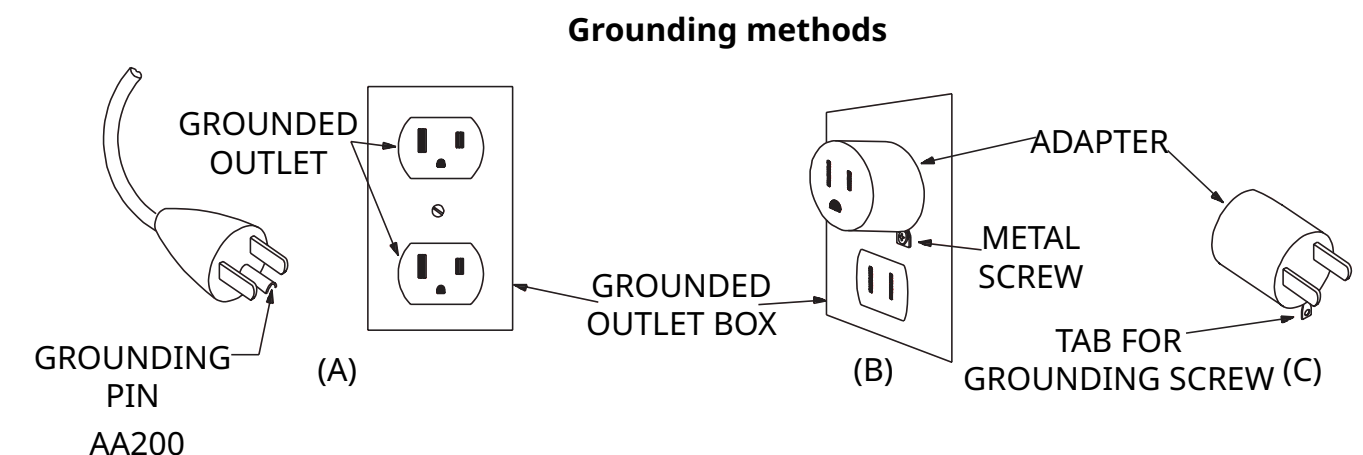 Grounding methods
GROUNDED
OUTLET
GROUNDING
PIN
AA200
(A)
GROUNDED
OUTLET BOX
ADAPTER
METAL
SCREW
(B)
TAB FOR
GROUNDING SCREW
(C)